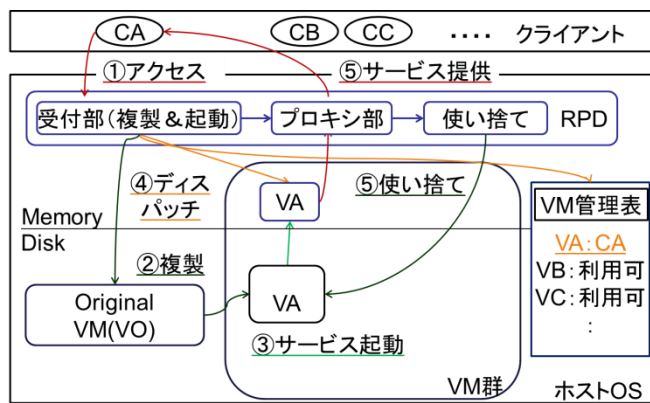 CA
CB
CC
‥‥
クライアント
①アクセス
⑤サービス提供
受付部(複製&起動)
プロキシ部
使い捨て
RPD
④ディス
パッチ
⑤使い捨て
VA
VM管理表
Memory
Disk
VA:CA
VB:利用可
VC:利用可
:
②複製
Original
VM(VO)
VA
③サービス起動
VM群
ホストOS